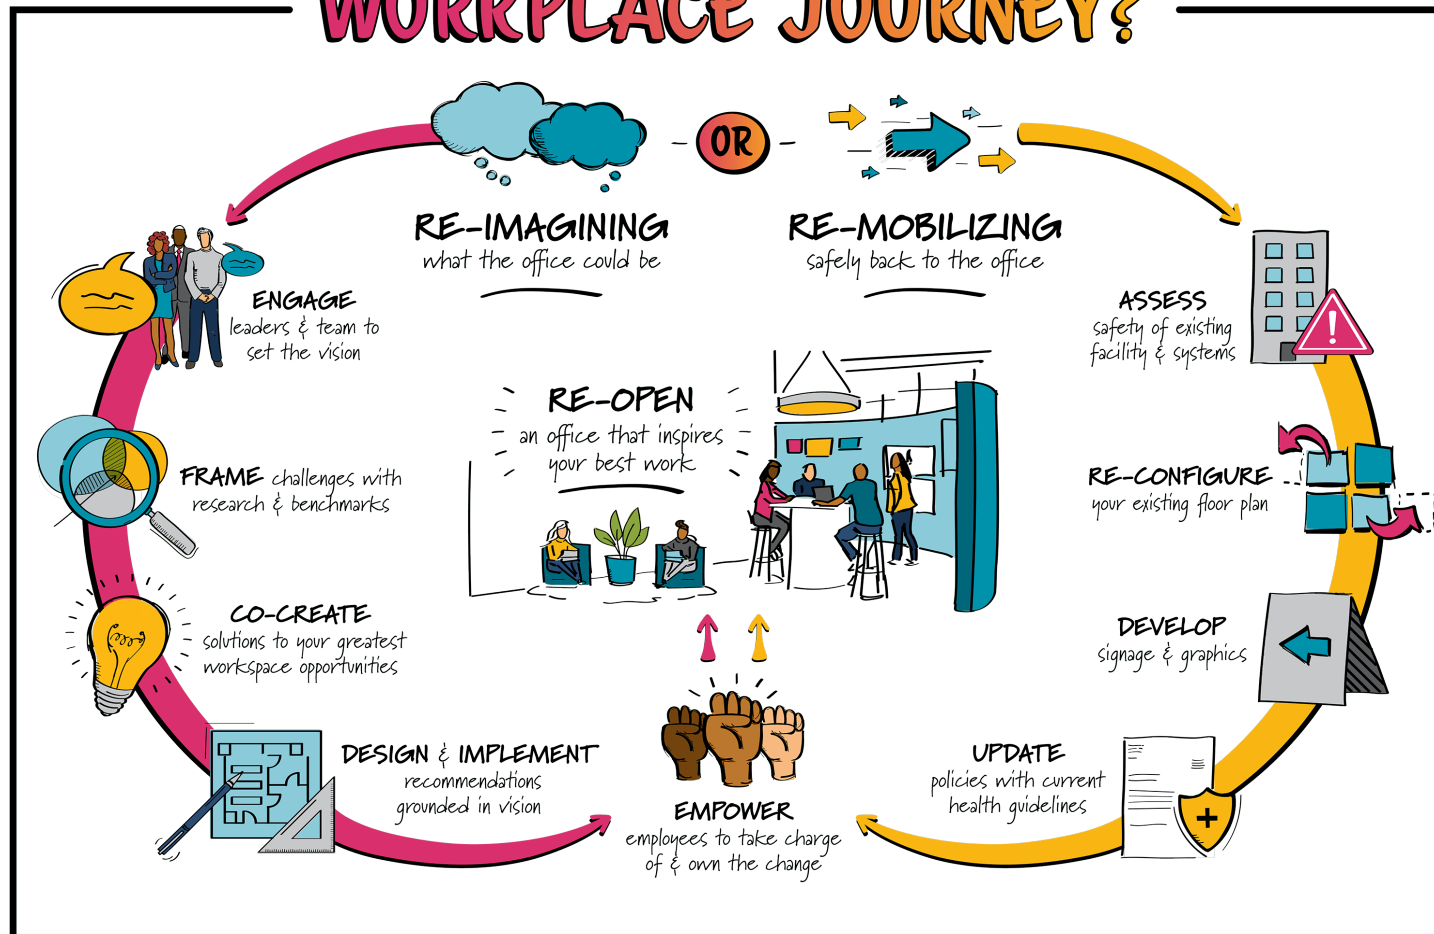 WORKPLACE JOURNEY?
OR
RE-IMAGINING
what the office could be
RE-MOBILIZING
safely back to the office
ENGAGE
leaders & team to
set the vision
FRAME challenges with
research & benchmarks
CO-CREATE
solutions to your greatest
workspace opportunities
DESIGN & IMPLEMENT
recommendations
grounded in vision
ASSESS
safety of existing
facility & systems
RE-CONFIGURE
your existing floor plan
DEVELOP
signage & graphics
UPDATE
policies with current
health guidelines
EMPOWER
employees to take charge
of & own the change
RE-OPEN
an office that inspires
your best work